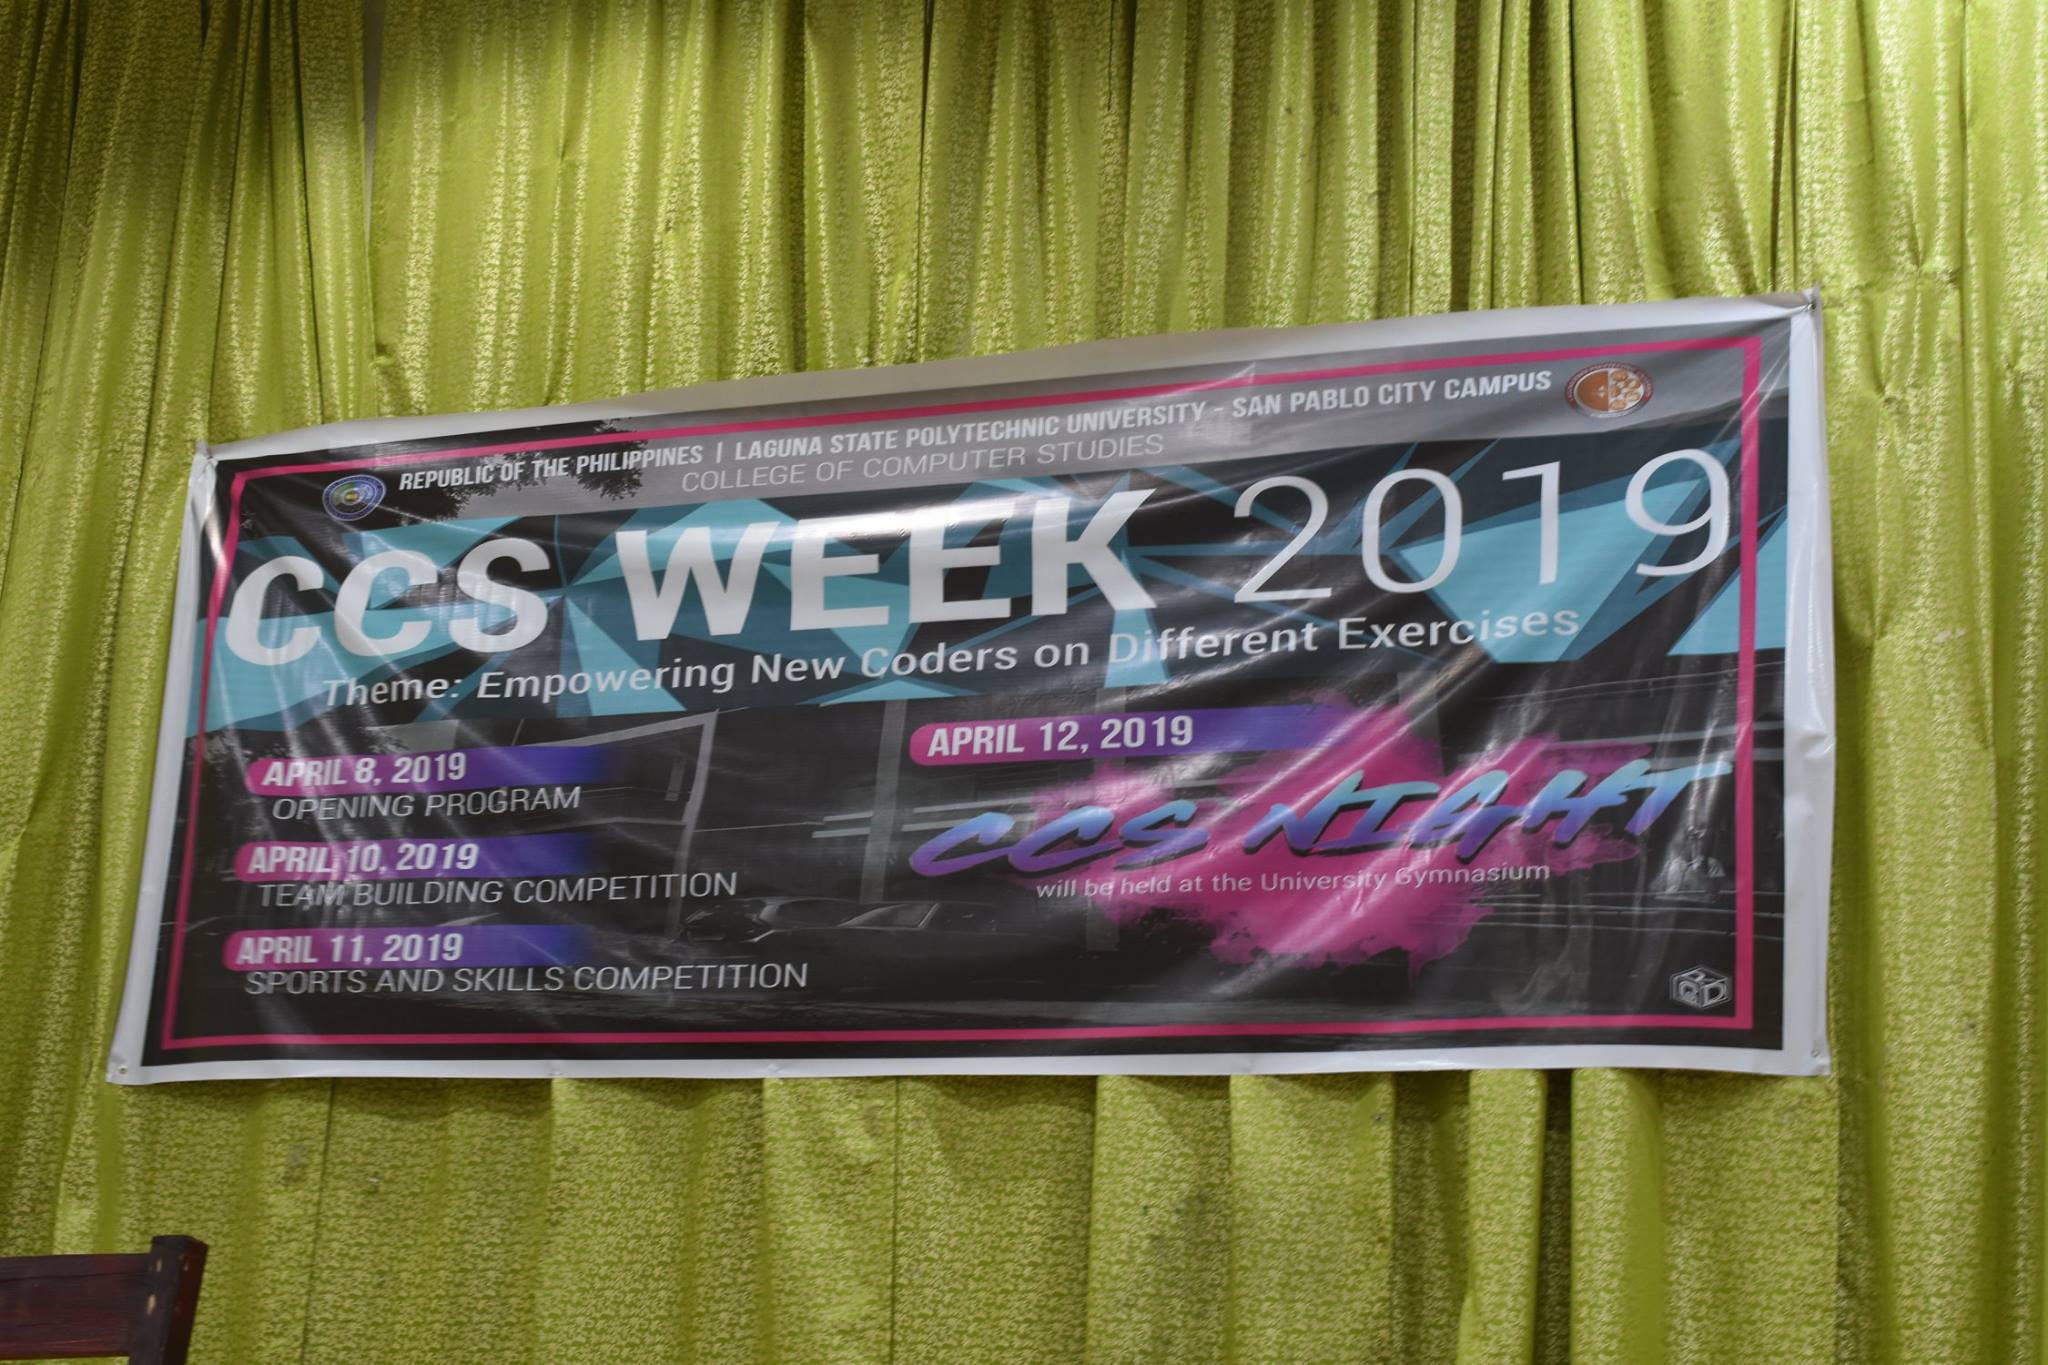 REPUBLIC OF THE PHILIPPINES | LAGUNA STATE POLYTECHNIC UNIVERSITY - SAN PABLO CITY CAMPUS
COLLEGE OF COMPUTER STUDIES
CCS WEEK 2019
Theme: Empowering New Coders on Different Exercises
APRIL 8, 2019
OPENING PROGRAM
APRIL 10, 2019
TEAM BUILDING COMPETITION
APRIL 11, 2019
SPORTS AND SKILLS COMPETITION
APRIL 12, 2019
CCS NIGHT
will be held at the University Gymnasium